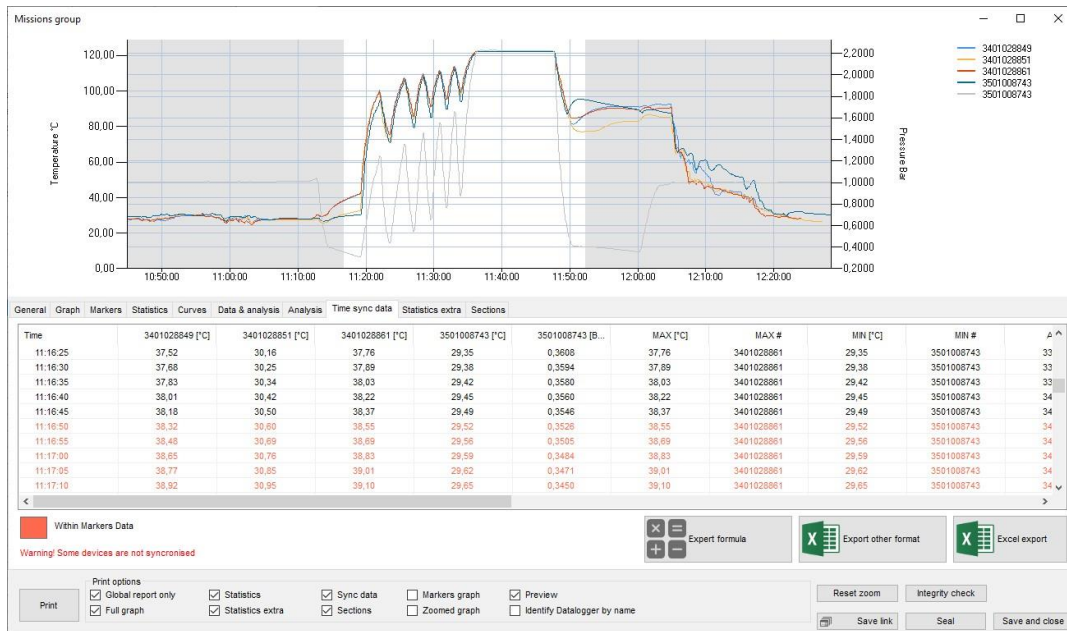 Missions group
120,00
100,00
80,00
60,00
40,00
20,00
0,00
Temperature °C
2,2000
2,0000
1,8000
1,6000
1,4000
1,2000
1,0000
0,8000
0,6000
0,4000
0,2000
Pressure Bar
10:50:00 11:00:00 11:10:00 11:20:00 11:30:00 11:40:00 11:50:00 12:00:00 12:10:00 12:20:00
3401028849
3401028851
3401028861
3501008743
3501008743
General Graph Markers Statistics Curves Data & analysis Analysis Time sync data Statistics extra Sections
Time 3401028849 [°C] 3401028851 [°C] 3401028861 [°C] 3501008743 [°C] 3501008743 [B... MAX [°C] MAX # MIN [°C] MIN # A
11:16:25 37,52 30,16 37,76 29,35 0,3608 37,76 3401028861 29,35 3501008743 33
11:16:30 37,68 30,25 37,89 29,38 0,3594 37,89 3401028861 29,38 3501008743 33
11:16:35 37,83 30,34 38,03 29,42 0,3580 38,03 3401028861 29,42 3501008743 33
11:16:40 38,01 30,42 38,22 29,45 0,3560 38,22 3401028861 29,45 3501008743 34
11:16:45 38,18 30,50 38,37 29,49 0,3546 38,37 3401028861 29,49 3501008743 34
11:16:50 38,32 30,60 38,55 29,52 0,3526 38,55 3401028861 29,52 3501008743 34
11:16:55 38,48 30,69 38,69 29,56 0,3505 38,69 3401028861 29,56 3501008743 34
11:17:00 38,65 30,76 38,83 29,59 0,3484 38,83 3401028861 29,59 3501008743 34
11:17:05 38,77 30,85 39,01 29,62 0,3471 39,01 3401028861 29,62 3501008743 34
11:17:10 38,92 30,95 39,10 29,65 0,3450 39,10 3401028861 29,65 3501008743 34
Within Markers Data
Warning! Some devices are not syncronised
Expert formula
Export other format
Excel export
Print options
Print
Global report only Statistics Sync data Markers graph Preview
Full graph Statistics extra Sections Zoomed graph Identify Datalogger by name
Reset zoom Integrity check
Save link Seal Save and close